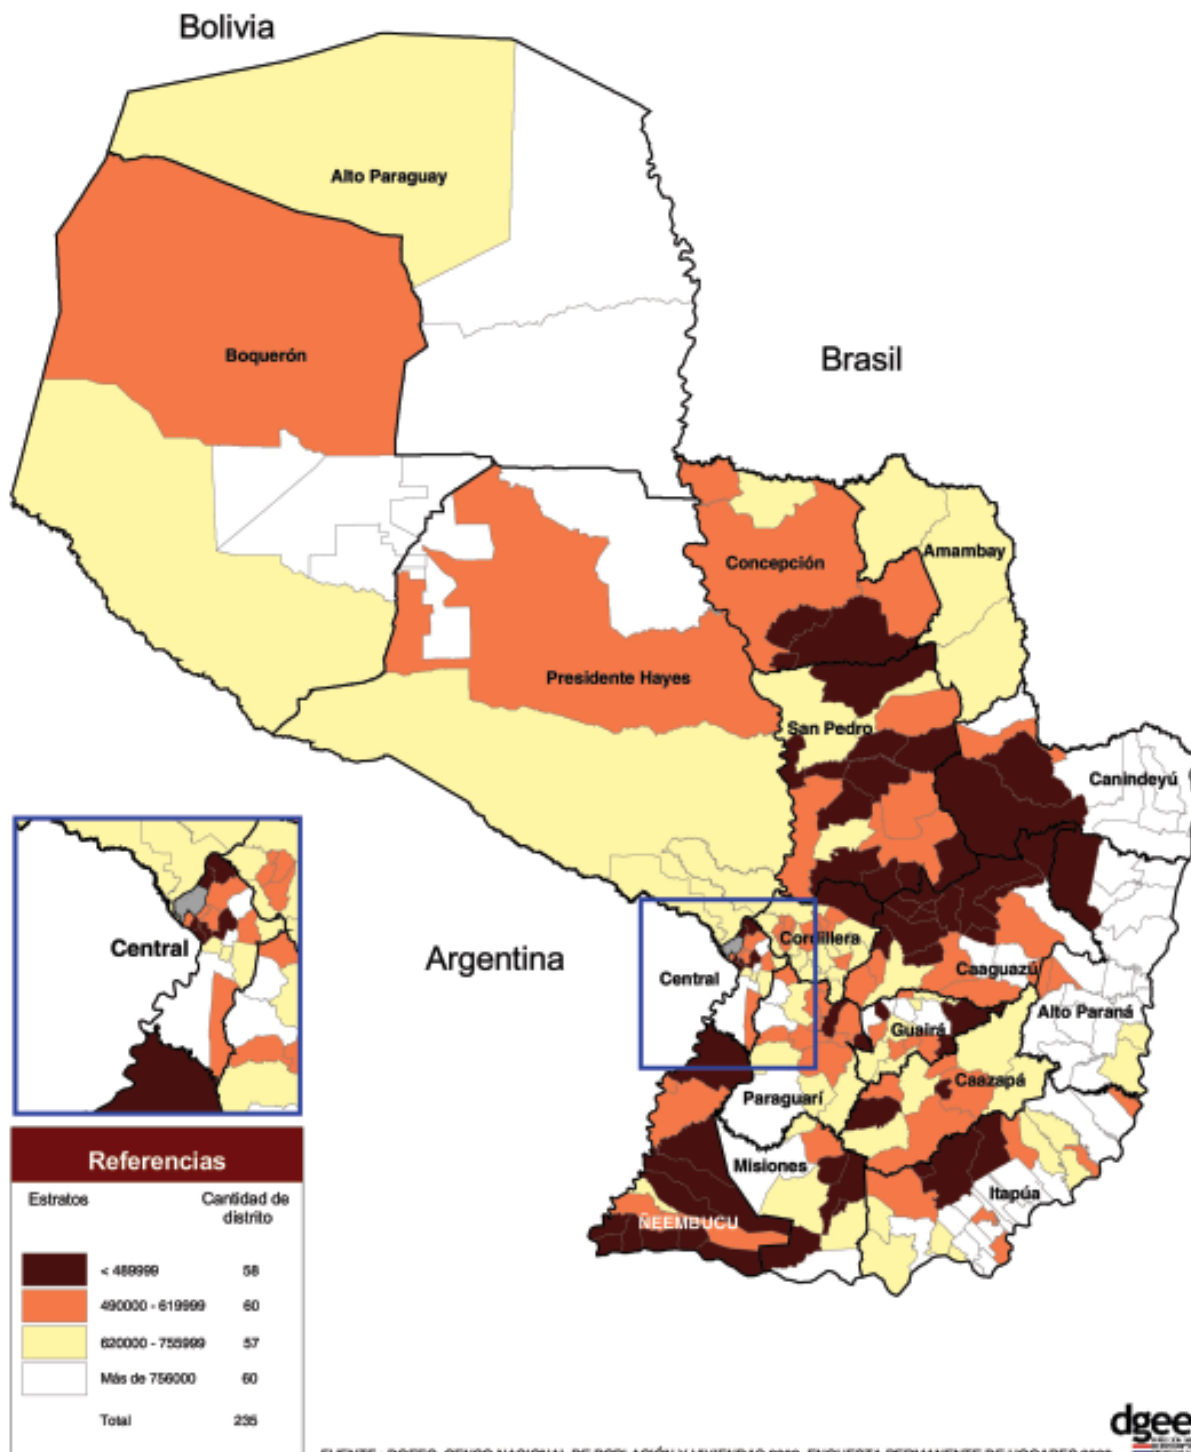 Bolivia
Alto Paraguay
Boquerón
Brasil
Concepción
Amambay
Presidente Hayes
San Pedro
Canindeyú
Argentina
Cordillera
Central
Caaguazú
Alto Paraná
Guairá
Caazapá
Paraguarí
Misiones
Itapúa
ÑEEMBUCU
Central
Referencias
Estratos
Cantidad de
distrito
< 489999 58
490000 - 619999 60
620000 - 755999 57
Más de 756000 60
Total 235
dgee